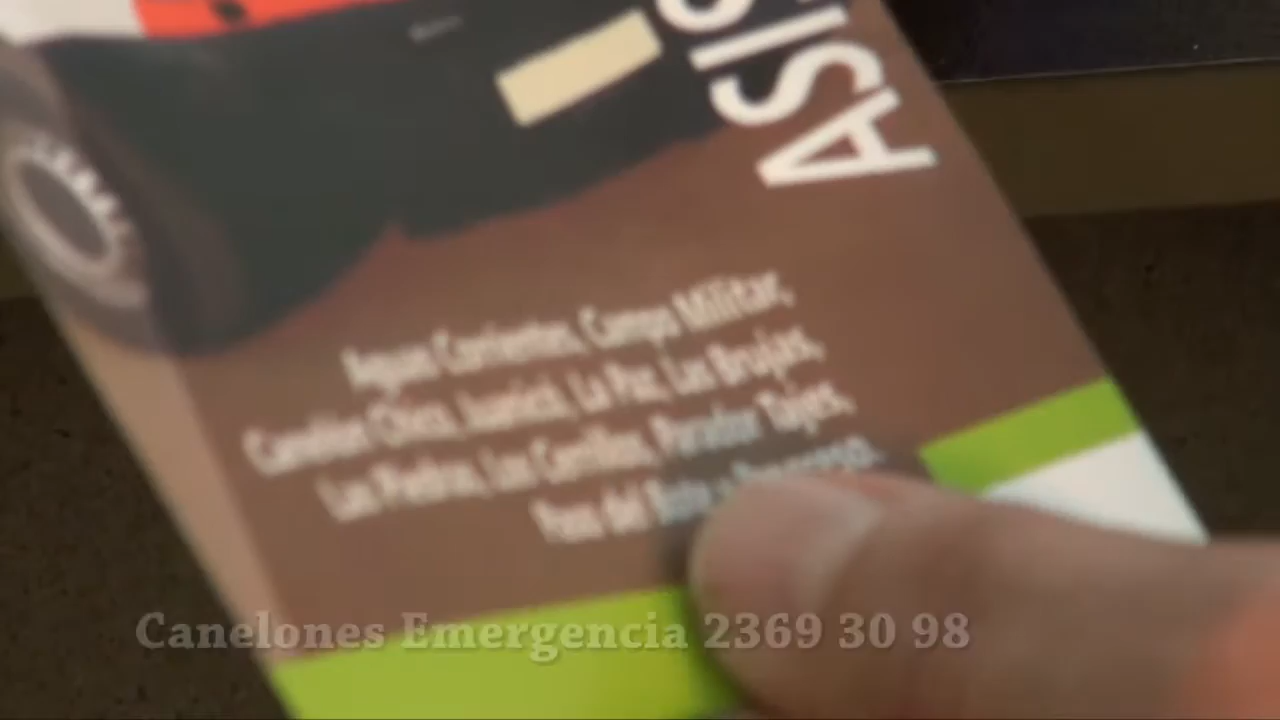 ASIS
Aguas Corrientes, Campo Militar,
Canelón Chico, Juanicó, La Paz, Las Brujas,
Las Piedras, Los Cerrillos, Parador Tajes,
Paso del y
Canelones Emergencia 2369 30 98